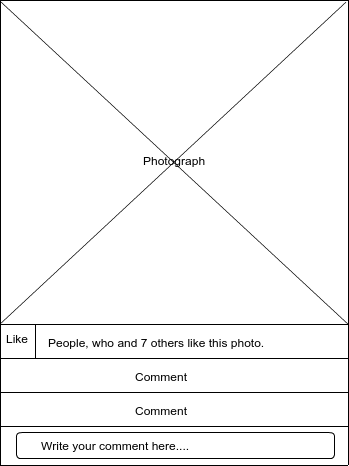 Photograph
Like
People, who and 7 others like this photo.
Comment
Comment
Write your comment here....